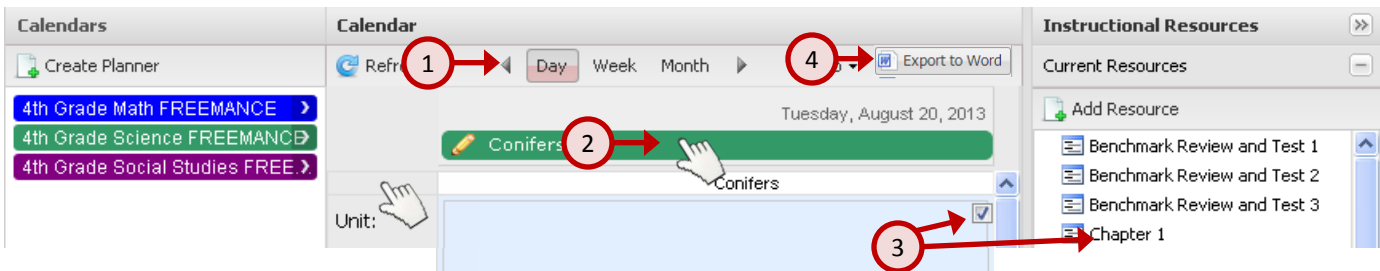 Calendars
Calendar
Instructional Resources
Create Planner
Refr
1
Day
Week
Month
4
Export to Word
Current Resources
4th Grade Math FREEMANCE
Tuesday, August 20, 2013
Add Resource
4th Grade Science FREEMANCE
Conifers
2
Benchmark Review and Test 1
4th Grade Social Studies FREE...
Conifers
Benchmark Review and Test 2
Unit:
Benchmark Review and Test 3
3
Chapter 1